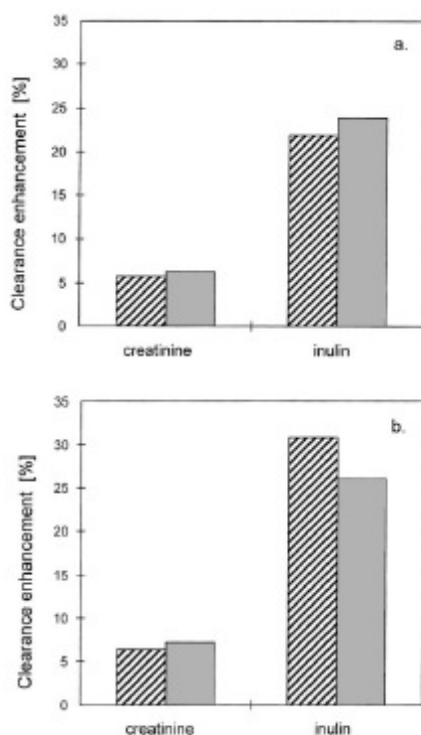 a.
Clearance enhancement [%]
35
30
25
20
15
10
5
0
creatinine
inulin
b.
Clearance enhancement [%]
35
30
25
20
15
10
5
0
creatinine
inulin